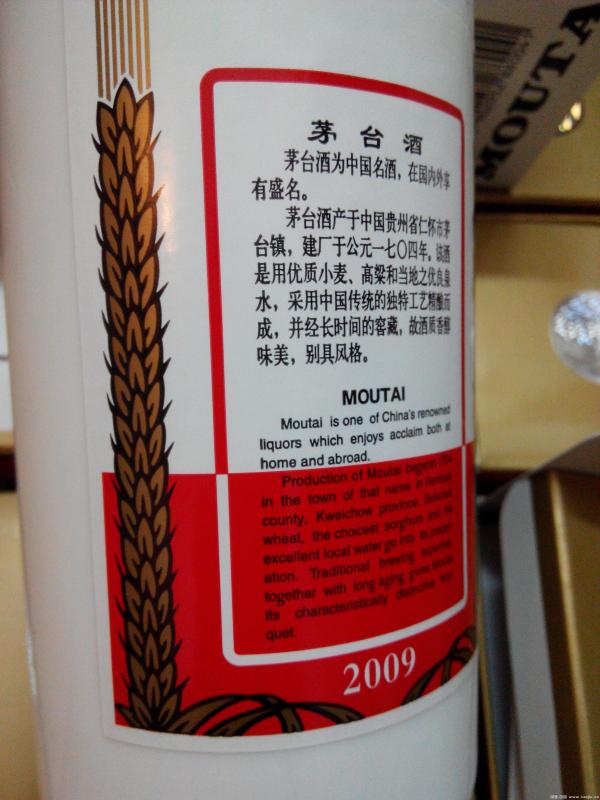 茅台酒
茅台酒为中国名酒，在国内外享
有盛名。
茅台酒产于中国贵州省仁怀市茅
台镇，建厂于公元一七〇四年。该酒
是用优质小麦、高粱和当地之优良泉
水，采用中国传统的独特工艺精酿而
成，并经长时间的窖藏，故酒质香醇
味美，别具风格。
MOUTAI
Moutai is one of China's renowned
liquors which enjoys acclaim both at
home and abroad.
Production of Moutai began in 1704
in the town of that name in Renhuai
county, Kweichow province. Selected
wheat, the choicest sorghum and the
excellent local water go into its prepar-
ation. Traditional brewing
together with long aging gives Moutai
its characteristically distinctive
quet.
2009
MOUTA